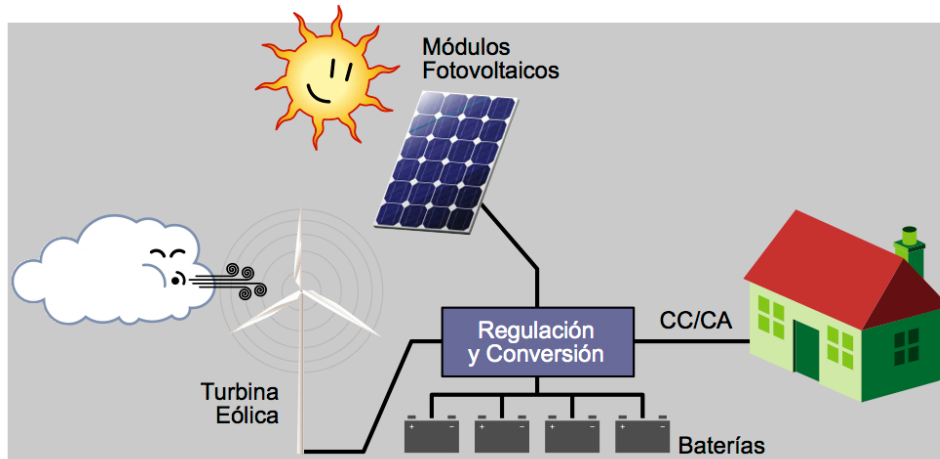 Módulos
Fotovoltaicos
Regulación
y Conversión
CC/CA
Turbina
Eólica
+ −
+ −
+ −
+ −
Baterías